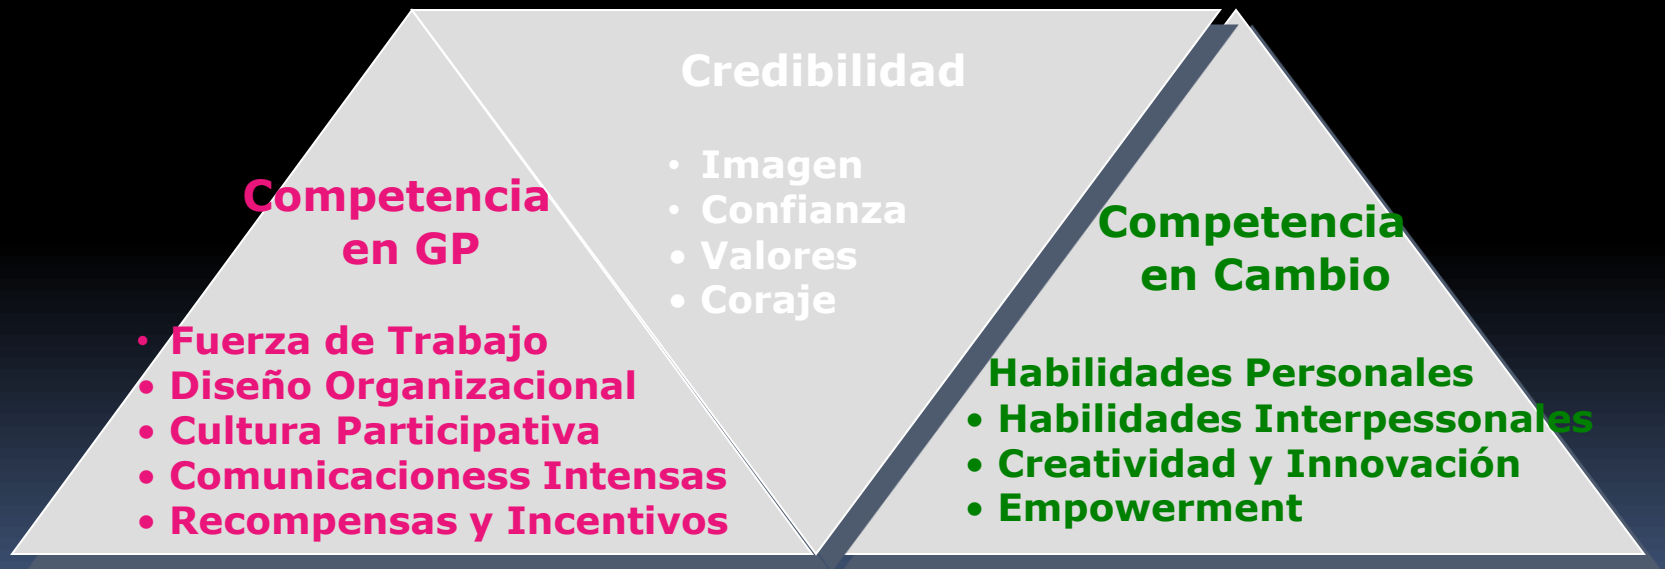 Credibilidad
• Imagen
• Confianza
• Valores
• Coraje
Competencia
en GP
• Fuerza de Trabajo
• Diseño Organizacional
• Cultura Participativa
• Comunicacioness Intensas
• Recompensas y Incentivos
Competencia
en Cambio
Habilidades Personales
• Habilidades Interpessonales
• Creatividad y Innovación
• Empowerment